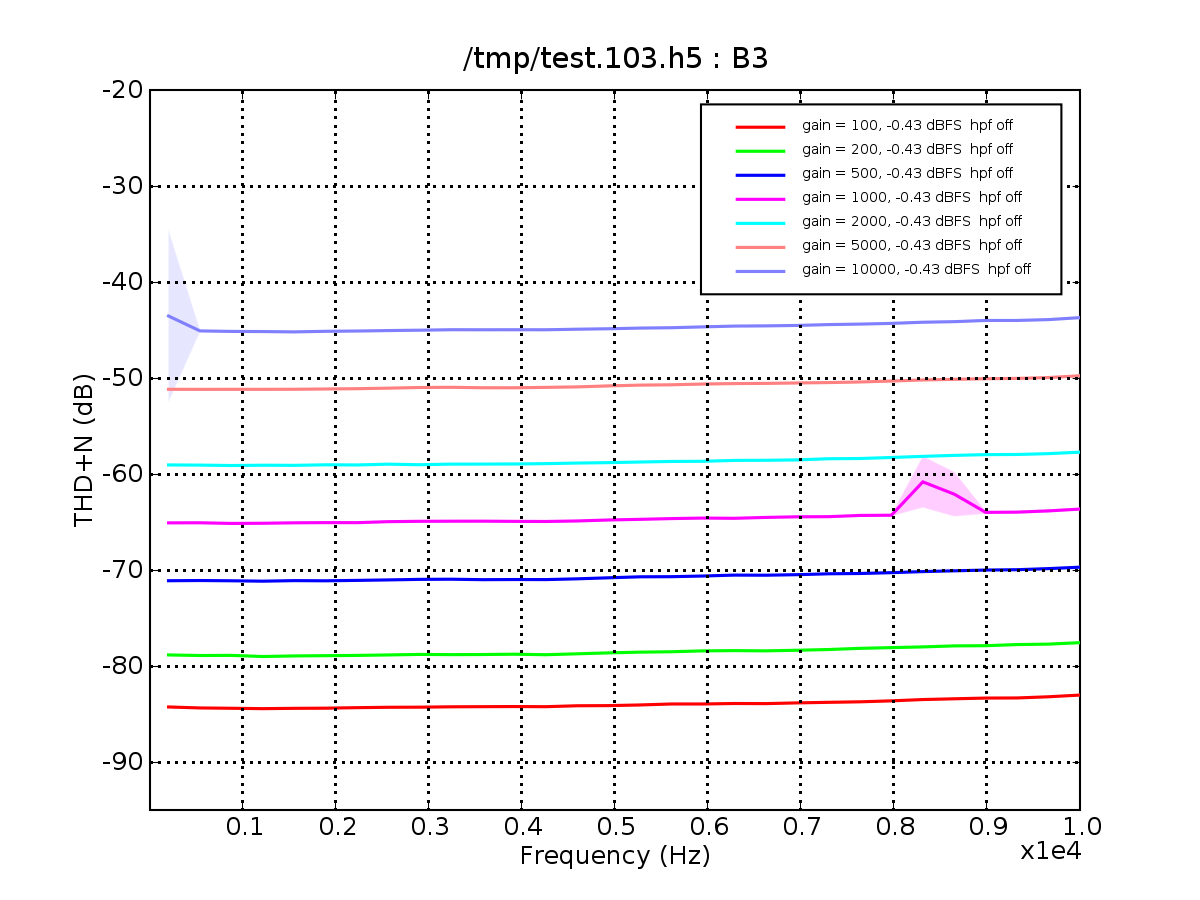 /tmp/test.103.h5 : B3
-20
-30
-40
-50
-60
-70
-80
-90
THD+N (dB)
gain = 100, -0.43 dBFS  hpf off
gain = 200, -0.43 dBFS  hpf off
gain = 500, -0.43 dBFS  hpf off
gain = 1000, -0.43 dBFS  hpf off
gain = 2000, -0.43 dBFS  hpf off
gain = 5000, -0.43 dBFS  hpf off
gain = 10000, -0.43 dBFS  hpf off
0.1 0.2 0.3 0.4 0.5 0.6 0.7 0.8 0.9 1.0
x1e4
Frequency (Hz)